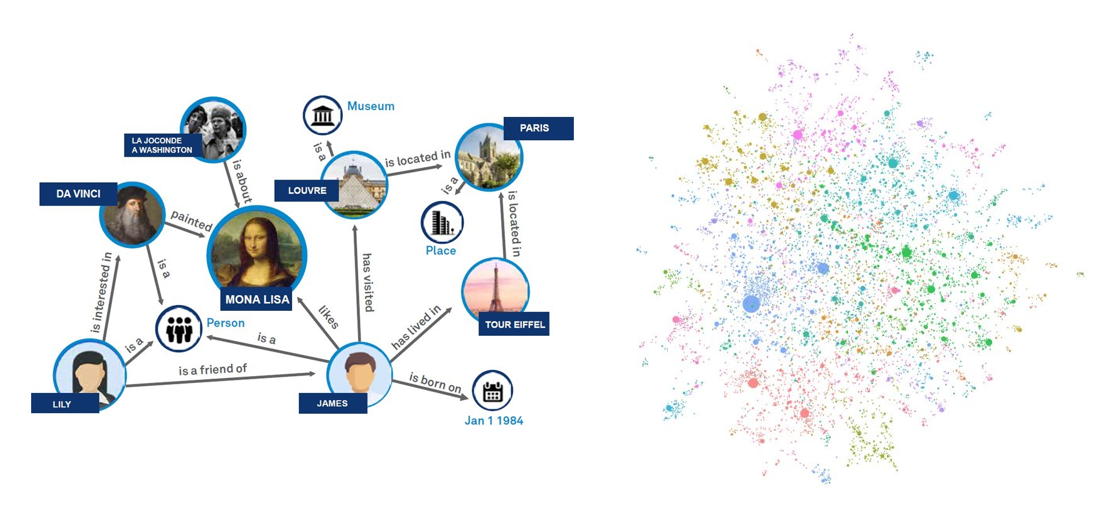 Museum
PARIS
LA JOCONDE
A WASHINGTON
is a
is located in
is about
LOUVRE
is a
DA VINCI
painted
is located in
Place
is a
has visited
is interested in
MONA LISA
likes
TOUR EIFFEL
Person
has lived in
is a
is a
is a friend of
is born on
LILY
JAMES
Jan 1 1984